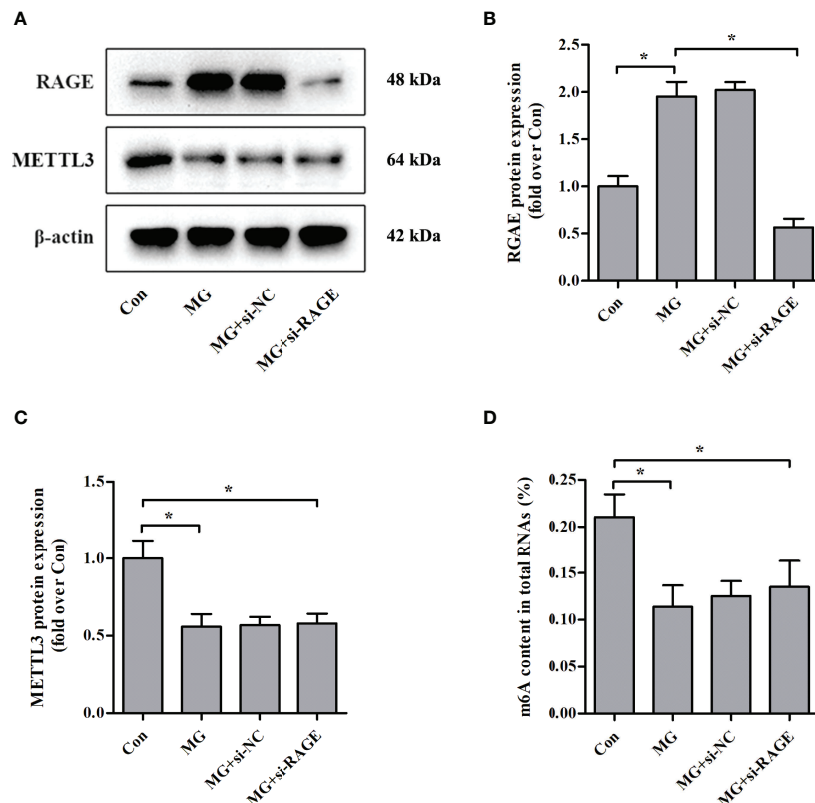 A
RAGE
48 kDa
METTL3
64 kDa
β-actin
42 kDa
Con
MG
MG+si-NC
MG+si-RAGE
B
RGAE protein expression
(fold over Con)
2.5
2.0
1.5
1.0
0.5
0.0
*
*
Con
MG
MG+si-NC
MG+si-RAGE
C
METTL3 protein expression
(fold over Con)
1.5
1.0
0.5
0.0
*
*
Con
MG
MG+si-NC
MG+si-RAGE
D
m6A content in total RNAs (%)
0.25
0.20
0.15
0.10
0.05
0.00
*
*
Con
MG
MG+si-NC
MG+si-RAGE